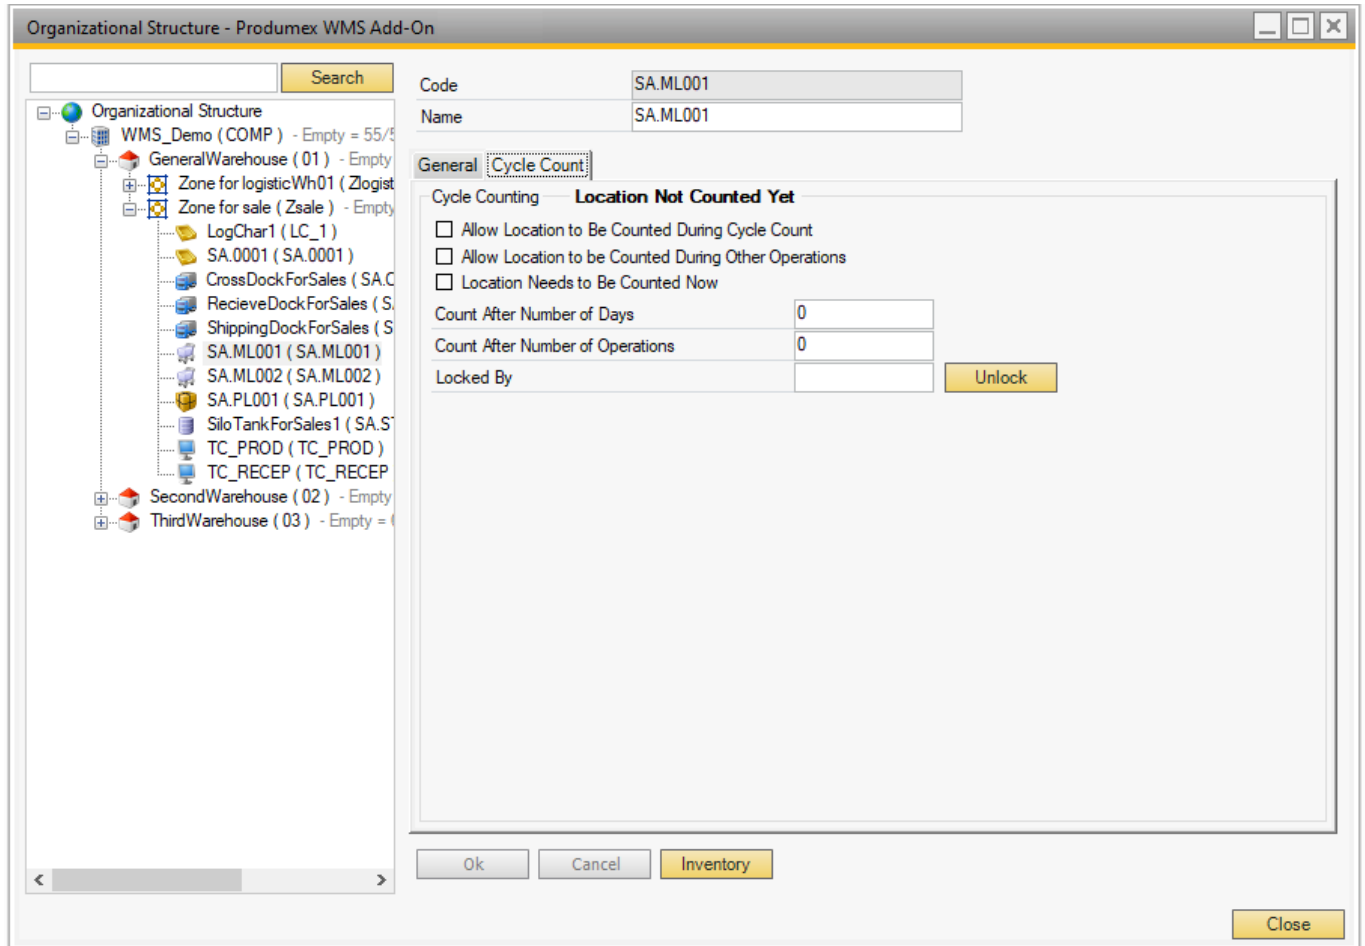 Organizational Structure - Produmex WMS Add-On
Search
Organizational Structure
WMS_Demo ( COMP ) - Empty = 55/5
GeneralWarehouse ( 01 ) - Empty
Zone for logisticWh01 ( Zlogist
Zone for sale ( Zsale ) - Empty
LogChar1 ( LC_1 )
SA.0001 ( SA.0001 )
CrossDockForSales ( SA.C
RecieveDockForSales ( S
ShippingDockForSales ( S
SA.ML001 ( SA.ML001 )
SA.ML002 ( SA.ML002 )
SA.PL001 ( SA.PL001 )
SiloTankForSales1 ( SA.S
TC_PROD ( TC_PROD )
TC_RECEP ( TC_RECEP
SecondWarehouse ( 02 ) - Empty
ThirdWarehouse ( 03 ) - Empty =
Code SA.ML001
Name SA.ML001
General Cycle Count
Cycle Counting Location Not Counted Yet
Allow Location to Be Counted During Cycle Count
Allow Location to be Counted During Other Operations
Location Needs to Be Counted Now
Count After Number of Days 0
Count After Number of Operations 0
Locked By Unlock
Ok Cancel Inventory
Close